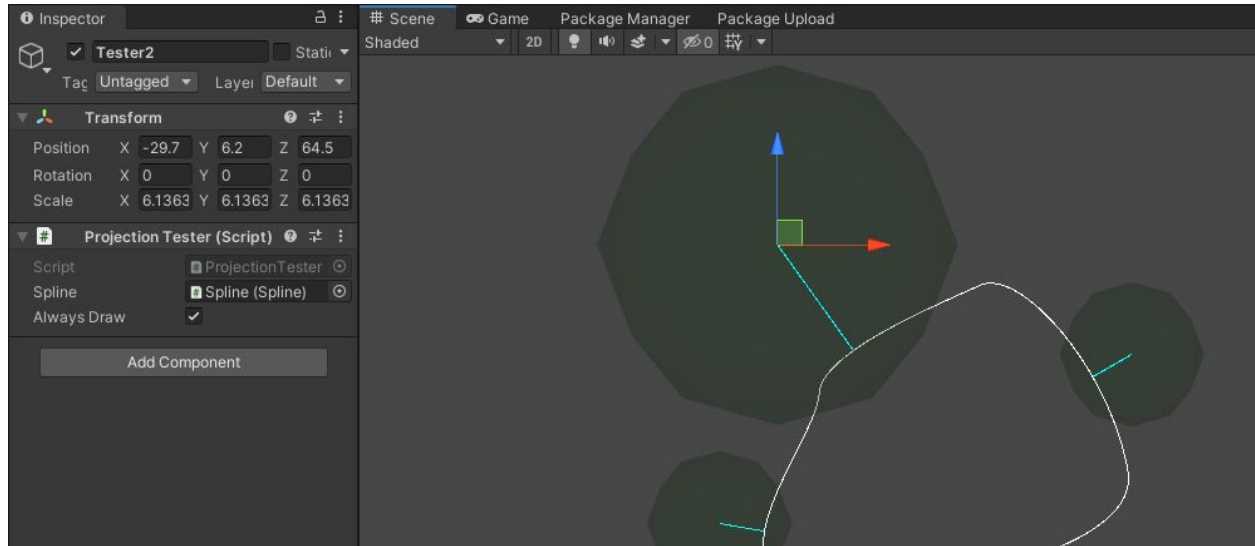 Inspector
Tester2
Static
Tag Untagged Layer Default
Transform
Position X -29.7 Y 6.2 Z 64.5
Rotation X 0 Y 0 Z 0
Scale X 6.1363 Y 6.1363 Z 6.1363
# Projection Tester (Script)
Script # ProjectionTester
Spline # Spline (Spline)
Always Draw
Add Component
Scene Game Package Manager Package Upload
Shaded 2D 0 Y